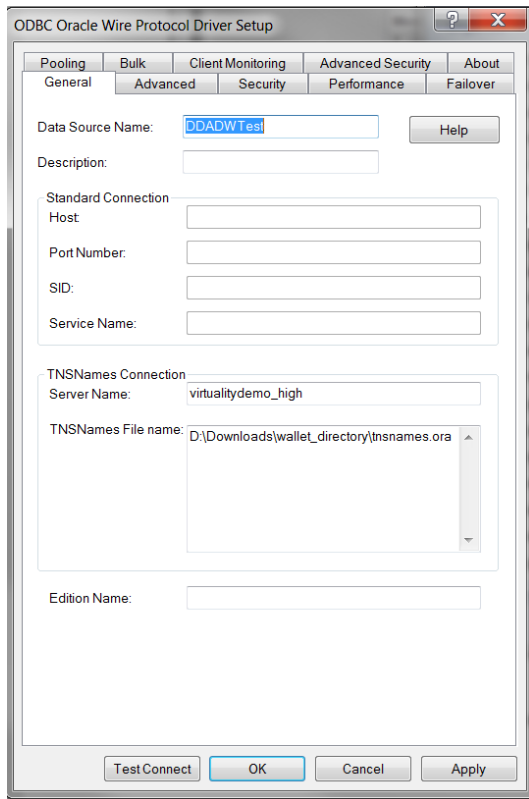 ODBC Oracle Wire Protocol Driver Setup
Pooling Bulk Client Monitoring Advanced Security About
General Advanced Security Performance Failover
Data Source Name: DDADWTest Help
Description:
Standard Connection
Host:
Port Number:
SID:
Service Name:
TNSNames Connection
Server Name: virtualitydemo_high
TNSNames File name: D:\Downloads\wallet_directory\tnsnames.ora
Edition Name:
Test Connect OK Cancel Apply